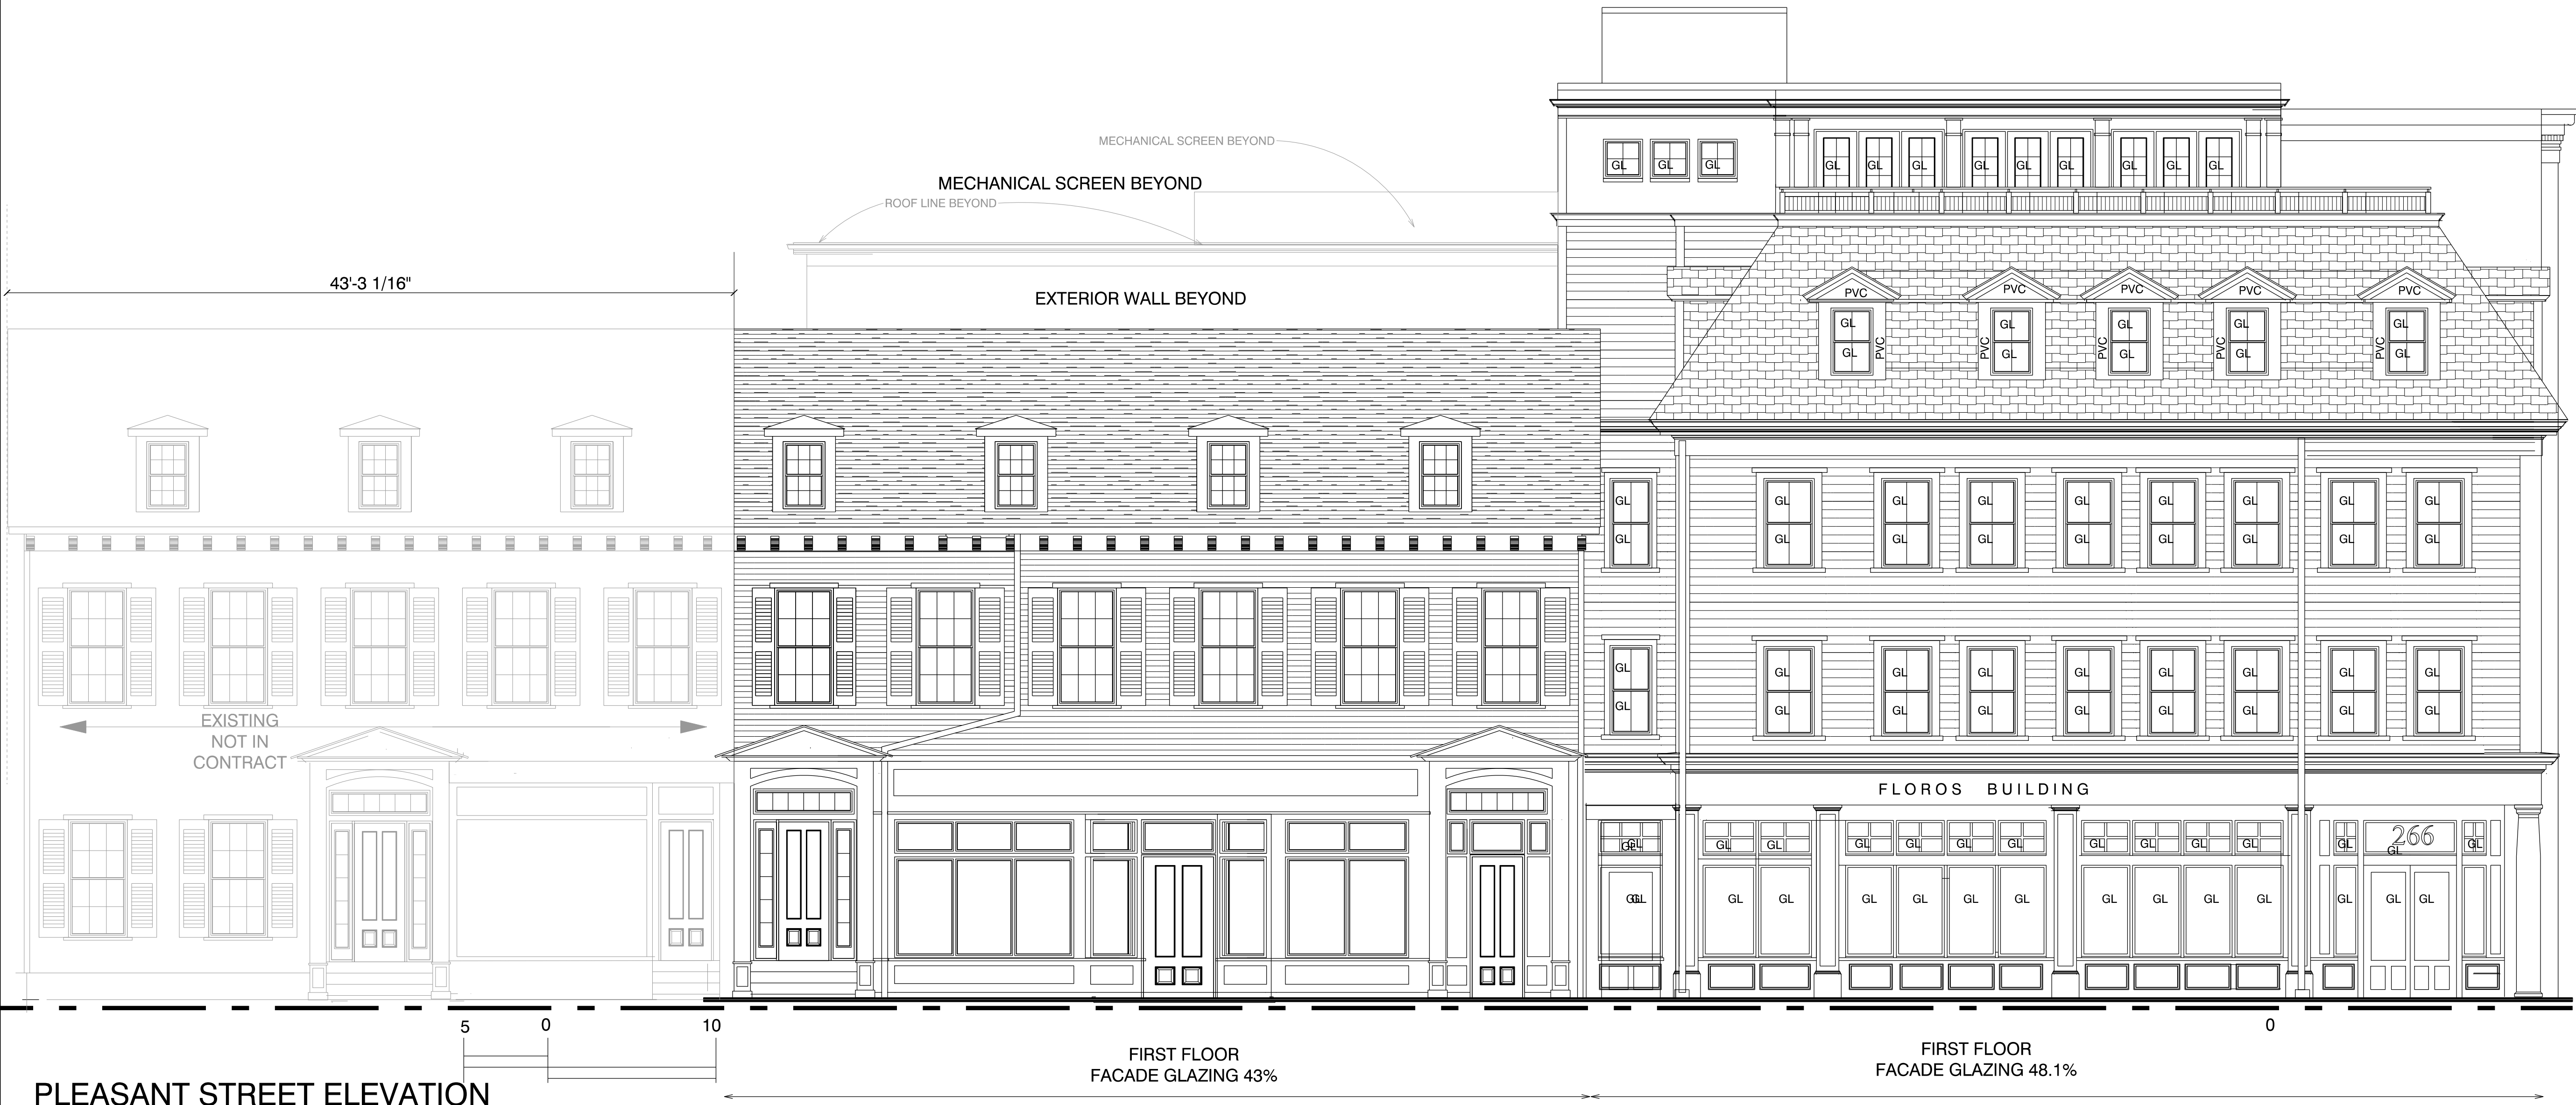 MECHANICAL SCREEN BEYOND
MECHANICAL SCREEN BEYOND
ROOF LINE BEYOND
43'-3 1/16"
EXTERIOR WALL BEYOND
GL GL GL GL GL GL GL GL GL GL GL GL
PVC PVC PVC PVC PVC
GL GL GL GL GL
PVC PVC PVC PVC PVC
GL GL GL GL GL
GL GL GL GL GL GL GL GL GL
GL GL GL GL GL GL GL GL GL
GL GL GL GL GL GL GL GL GL
GL GL GL GL GL GL GL GL GL
EXISTING
NOT IN
CONTRACT
FLOROS BUILDING
266
GL GL GL GL GL GL GL GL GL GL GL GL GL GL GL
GL GL GL GL GL GL GL GL GL GL GL GL GL GL GL
5 0 10
0
FIRST FLOOR
FACADE GLAZING 43%
FIRST FLOOR
FACADE GLAZING 48.1%
PLEASANT STREET ELEVATION